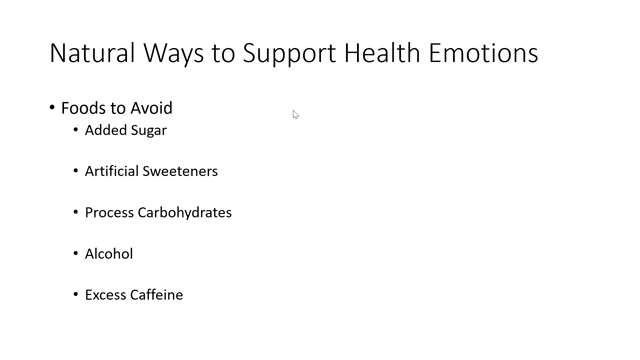 Natural Ways to Support Health Emotions
• Foods to Avoid
• Added Sugar
• Artificial Sweeteners
• Process Carbohydrates
• Alcohol
• Excess Caffeine